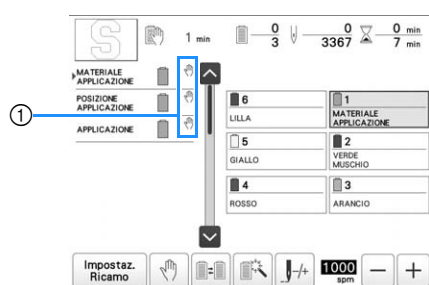 S
1 min
0
3
0
3367
0 min
7 min
MATERIALE
APPLICAZIONE
POSIZIONE
APPLICAZIONE
APPLICAZIONE
1
6
LILLA
1
MATERIALE
APPLICAZIONE
5
GIALLO
2
VERDE
MUSCHIO
4
ROSSO
3
ARANCIO
Impostaz.
Ricamo
-/+
1000
spm
− +